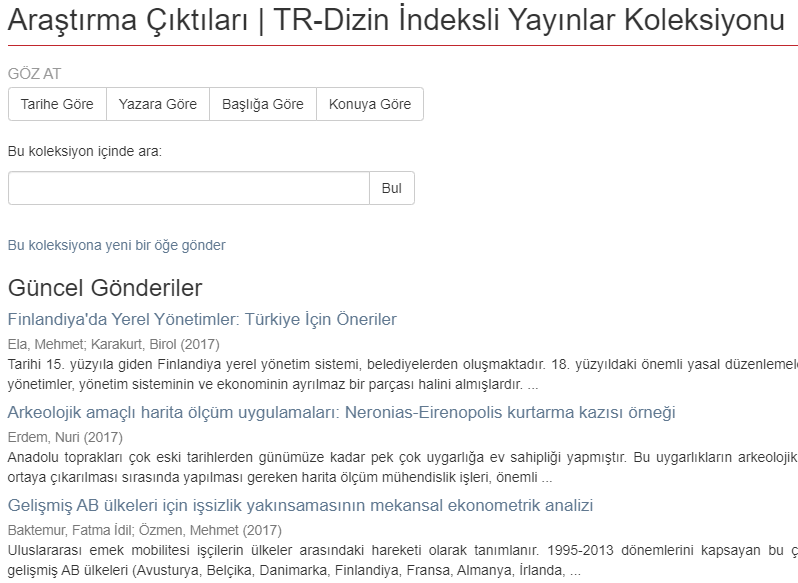 Araştırma Çıktıları | TR-Dizin İndeksli Yayınlar Koleksiyonu
GÖZ AT
Tarihe Göre Yazara Göre Başlığa Göre Konuya Göre
Bu koleksiyon içinde ara:
Bul
Bu koleksiyona yeni bir öğe gönder
Güncel Gönderiler
Finlandiya'da Yerel Yönetimler: Türkiye İçin Öneriler
Ela, Mehmet; Karakurt, Birol (2017)
Tarihi 15. yüzyıla giden Finlandiya yerel yönetim sistemi, belediyelerden oluşmaktadır. 18. yüzyıldaki önemli yasal
yönetimler, yönetim sisteminin ve ekonominin ayrılmaz bir parçası halini almışlardır. ...
Arkeolojik amaçlı harita ölçüm uygulamaları: Neronias-Eirenopolis kurtarma kazısı örneği
Erdem, Nuri (2017)
Anadolu toprakları çok eski tarihlerden günümüze kadar pek çok uygarlığa ev sahipliği yapmıştır. Bu uygarlıkların arkeolojik
ortaya çıkarılması sırasında yapılması gereken harita ölçüm mühendislik işleri, önemli ...
Gelişmiş AB ülkeleri için işsizlik yakınsamasının mekansal ekonometrik analizi
Baktemur, Fatma İdil; Özmen, Mehmet (2017)
Uluslararası emek mobilitesi işçilerin ülkeler arasındaki hareketi olarak tanımlanır. 1995-2013 dönemlerini kapsayan bu
gelişmiş AB ülkeleri (Avusturya, Belçika, Danimarka, Finlandiya, Fransa, Almanya, İrlanda, ...